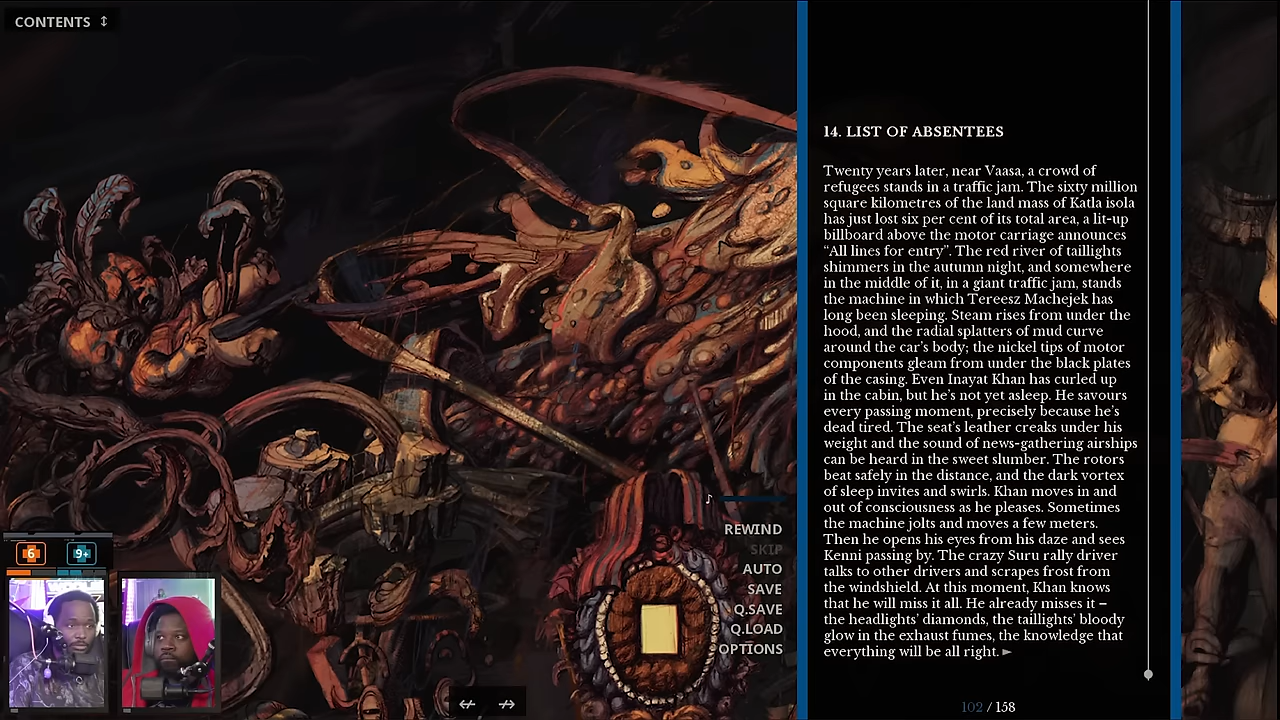 CONTENTS
14. LIST OF ABSENTEES
Twenty years later, near Vaasa, a crowd of
refugees stands in a traffic jam. The sixty million
square kilometres of the land mass of Katla isola
has just lost six per cent of its total area, a lit-up
billboard above the motor carriage announces
“All lines for entry”. The red river of taillights
shimmers in the autumn night, and somewhere
in the middle of it, in a giant traffic jam, stands
the machine in which Tereesz Machejek has
long been sleeping. Steam rises from under the
hood, and the radial splatters of mud curve
around the car’s body; the nickel tips of motor
components gleam from under the black plates
of the casing. Even Inayat Khan has curled up
in the cabin, but he’s not yet asleep. He savours
every passing moment, precisely because he’s
dead tired. The seat’s leather creaks under his
weight and the sound of news-gathering airships
can be heard in the sweet slumber. The rotors
beat safely in the distance, and the dark vortex
of sleep invites and swirls. Khan moves in and
out of consciousness as he pleases. Sometimes
the machine jolts and moves a few meters.
Then he opens his eyes from his daze and sees
Kenni passing by. The crazy Suru rally driver
talks to other drivers and scrapes frost from
the windshield. At this moment, Khan knows
that he will miss it all. He already misses it –
the headlights’ diamonds, the taillights’ bloody
glow in the exhaust fumes, the knowledge that
everything will be all right. ►
102 / 158
REWIND
SKIP
AUTO
SAVE
Q.SAVE
Q.LOAD
OPTIONS
6
9+